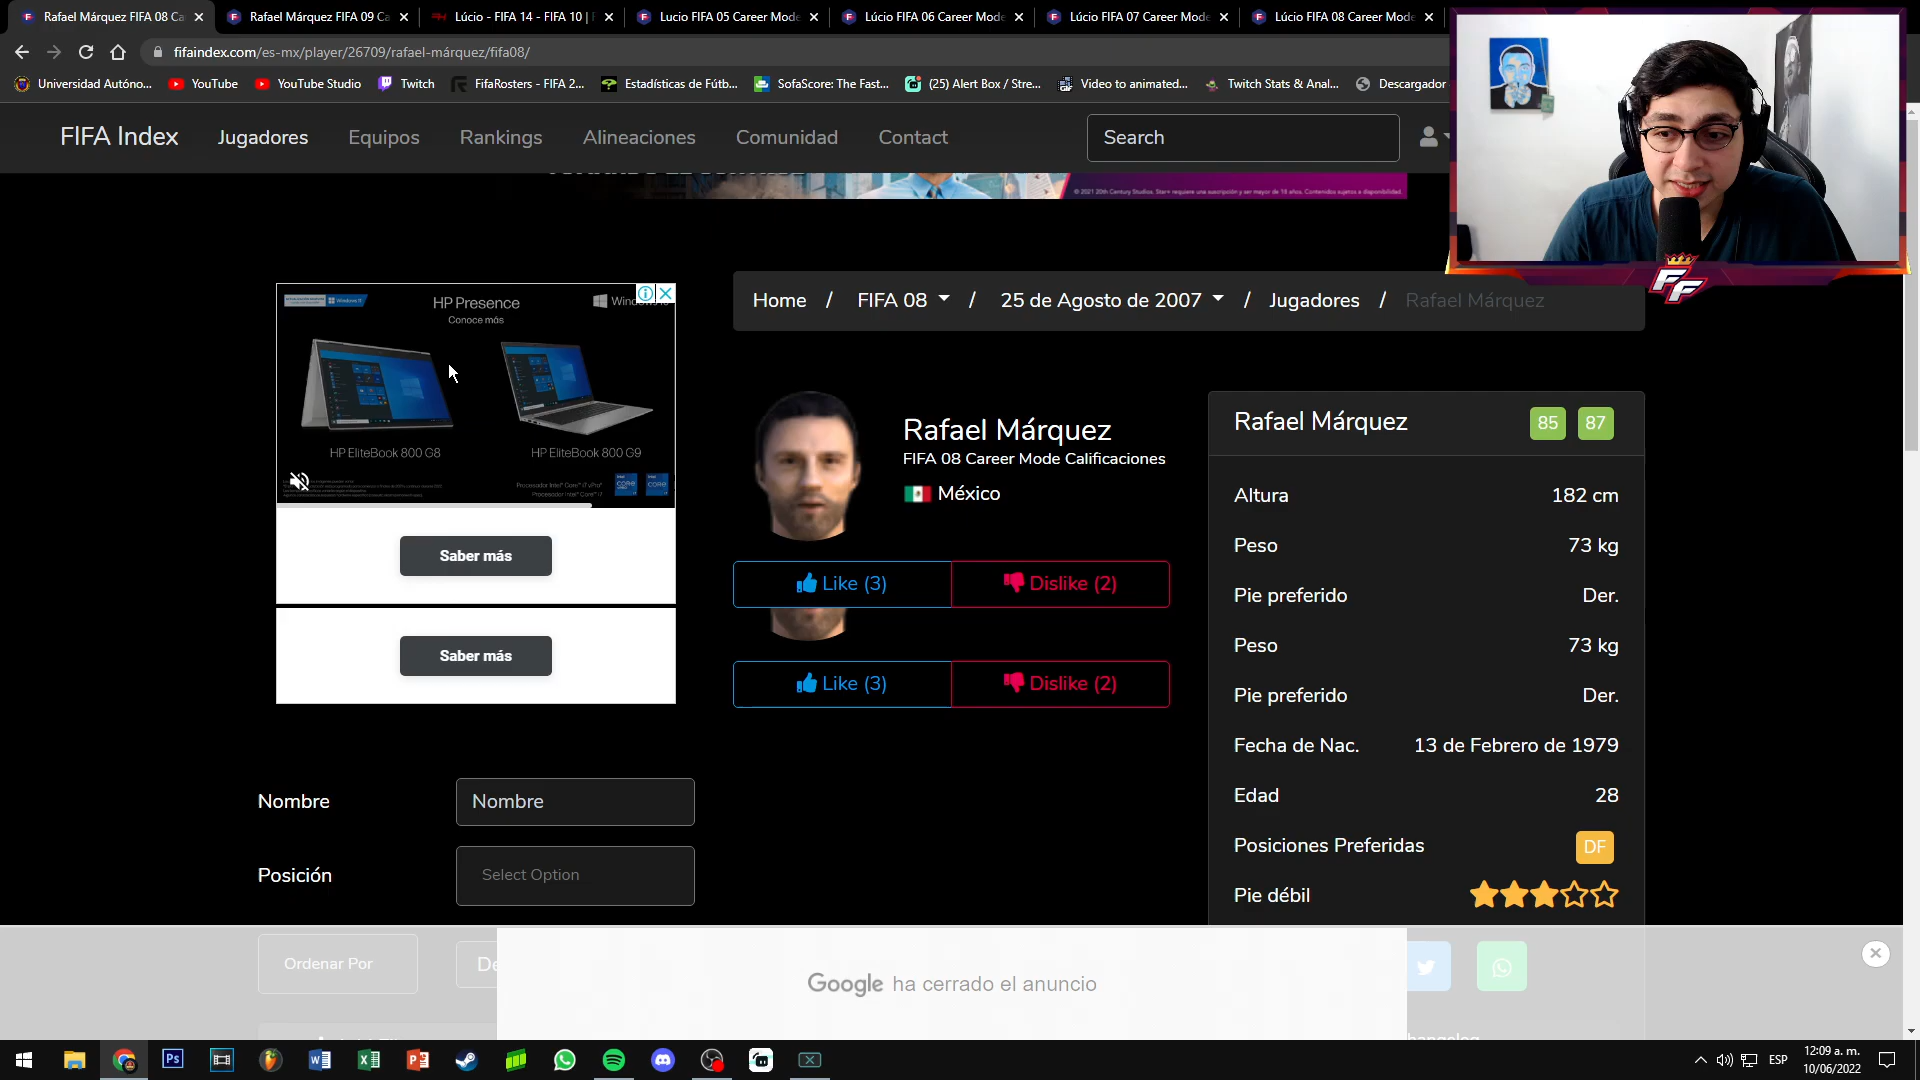 Rafael Márquez FIFA 08 Ca
Rafael Márquez FIFA 09 Ca
Lúcio - FIFA 14 - FIFA 10 |
Lucio FIFA 05 Career Mode
Lúcio FIFA 06 Career Mode
Lúcio FIFA 07 Career Mode
Lúcio FIFA 08 Career Mode
fifaindex.com/es-mx/player/26709/rafael-márquez/fifa08/
Universidad Autóno...
YouTube
YouTube Studio
Twitch
FifaRosters - FIFA 2...
Estadísticas de Fútb...
SofaScore: The Fast...
(25) Alert Box / Stre...
Video to animated...
Twitch Stats & Anal...
Descargador
FIFA Index
Jugadores
Equipos
Rankings
Alineaciones
Comunidad
Contact
Search
HP Presence
Conoce más
HP EliteBook 800 G8
HP EliteBook 800 G9
Saber más
Saber más
Home / FIFA 08 / 25 de Agosto de 2007 / Jugadores / Rafael Márquez
Rafael Márquez
FIFA 08 Career Mode Calificaciones
México
Like (3)
Dislike (2)
Like (3)
Dislike (2)
Rafael Márquez 85 87
Altura 182 cm
Peso 73 kg
Pie preferido Der.
Peso 73 kg
Pie preferido Der.
Fecha de Nac. 13 de Febrero de 1979
Edad 28
Posiciones Preferidas DF
Pie débil
Nombre
Nombre
Posición
Select Option
Ordenar Por
De
Google ha cerrado el anuncio
FF
ESP
12:09 a. m.
10/06/2022